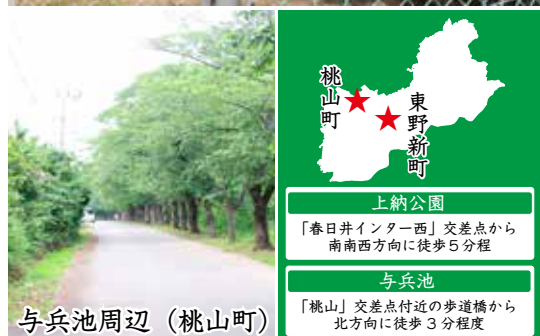 与兵池周辺（桃山町）
桃山町
東野新町
上納公園
「春日井インター西」交差点から
南南西方向に徒歩5分程
与兵池
「桃山」交差点付近の歩道橋から
北方向に徒歩3分程度